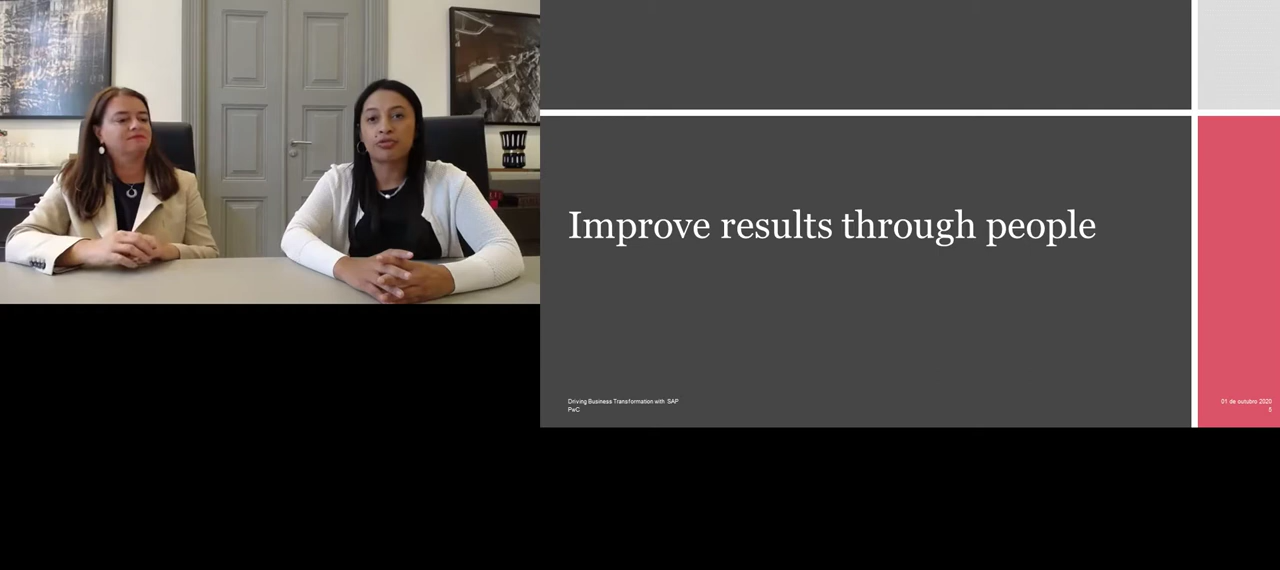 Improve results through people
Driving Business Transformation with SAP
PwC
01 de outubro 2020
5